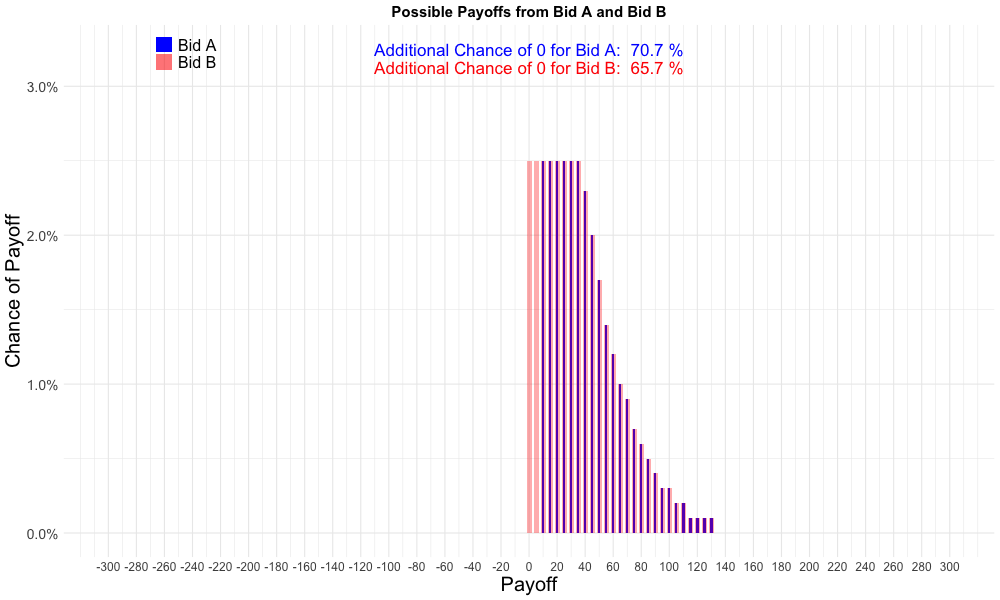 Possible Payoffs from Bid A and Bid B
Bid A
Bid B
Additional Chance of 0 for Bid A: 70.7 %
Additional Chance of 0 for Bid B: 65.7 %
Chance of Payoff
3.0%
2.0%
1.0%
0.0%
-300 -280 -260 -240 -220 -200 -180 -160 -140 -120 -100 -80 -60 -40 -20 0 20 40 60 80 100 120 140 160 180 200 220 240 260 280 300
Payoff